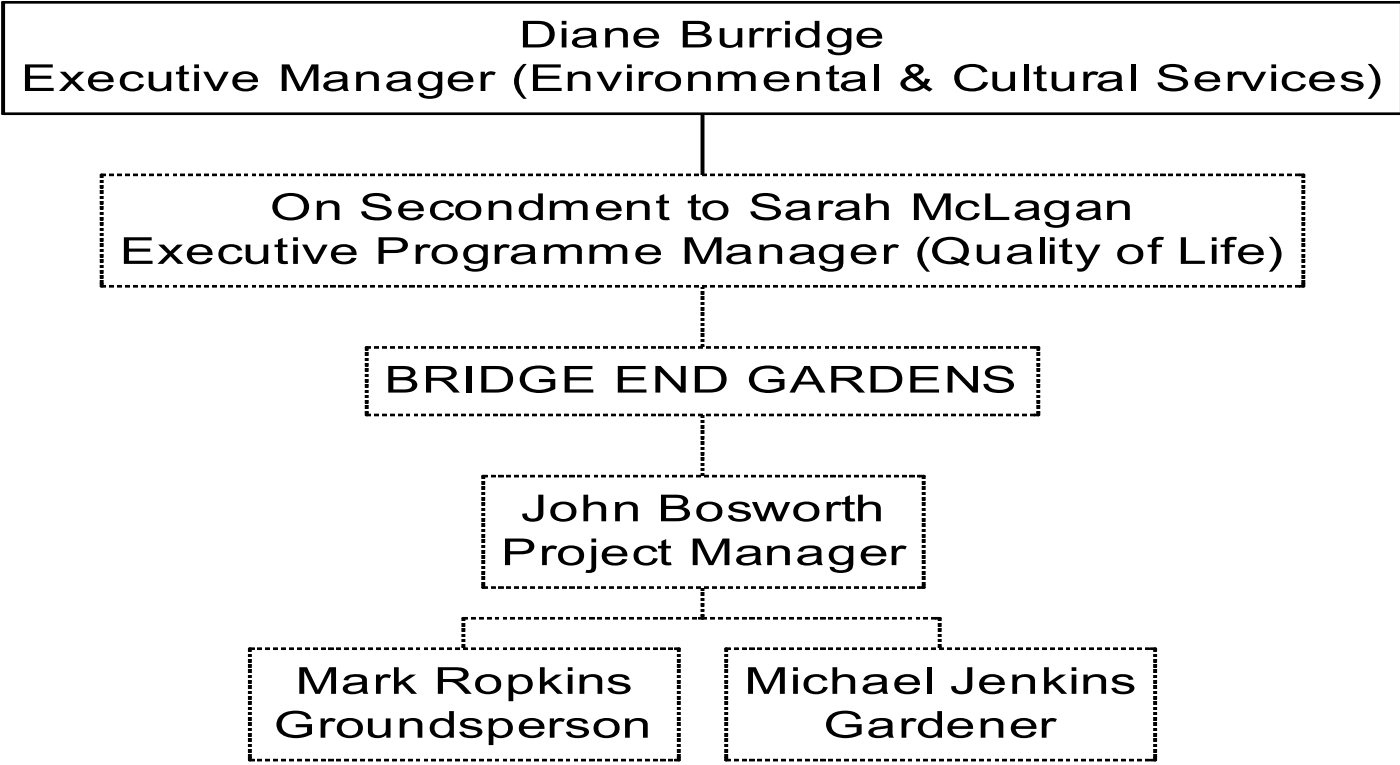 Diane Burridge
Executive Manager (Environmental & Cultural Services)
On Secondment to Sarah McLagan
Executive Programme Manager (Quality of Life)
BRIDGE END GARDENS
John Bosworth
Project Manager
Mark Ropkins
Groundsperson
Michael Jenkins
Gardener